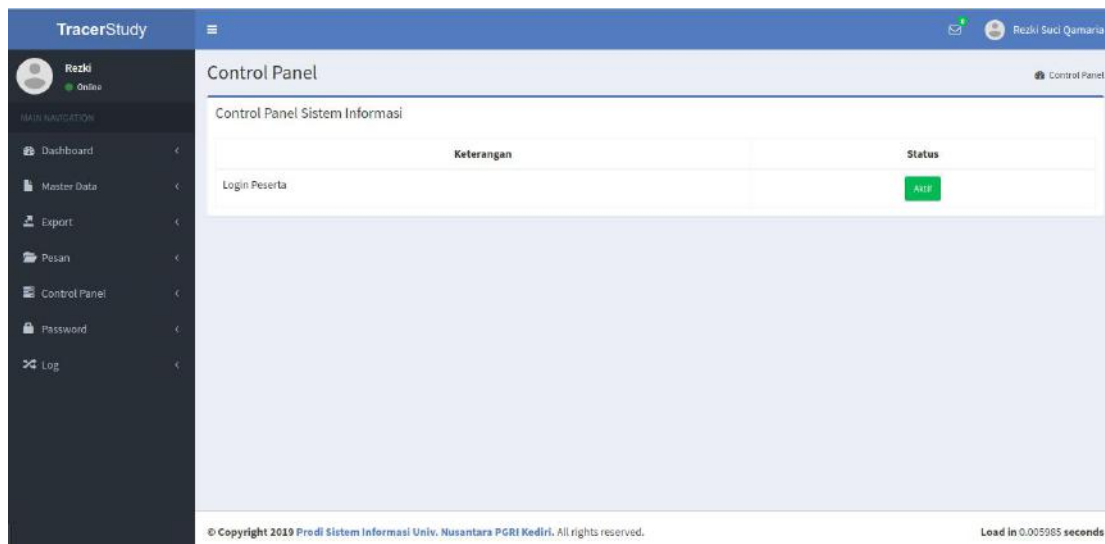 TracerStudy
Rezki Suci Qamaria
Rezki
Online
MAIN NAVIGATION
Dashboard
Master Data
Export
Pesan
Control Panel
Password
Log
Control Panel
Control Panel
Control Panel Sistem Informasi
Keterangan Status
Login Peserta Aktif
© Copyright 2019 Prodi Sistem Informasi Univ. Nusantara PGRI Kediri. All rights reserved. Load in 0.005985 seconds